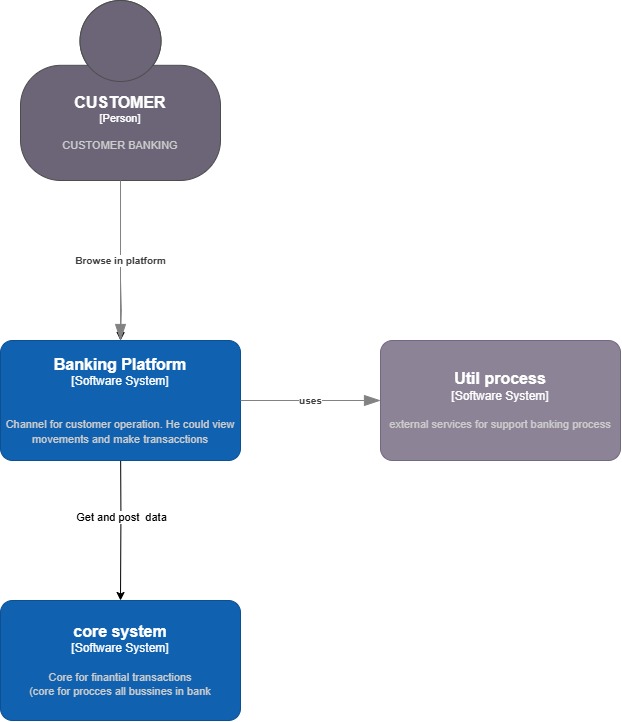 CUSTOMER
[Person]
CUSTOMER BANKING
Browse in platform
Banking Platform
[Software System]
Channel for customer operation. He could view
movements and make transacctions
uses
Util process
[Software System]
external services for support banking process
Get and post data
core system
[Software System]
Core for finantial transactions
(core for procces all bussines in bank